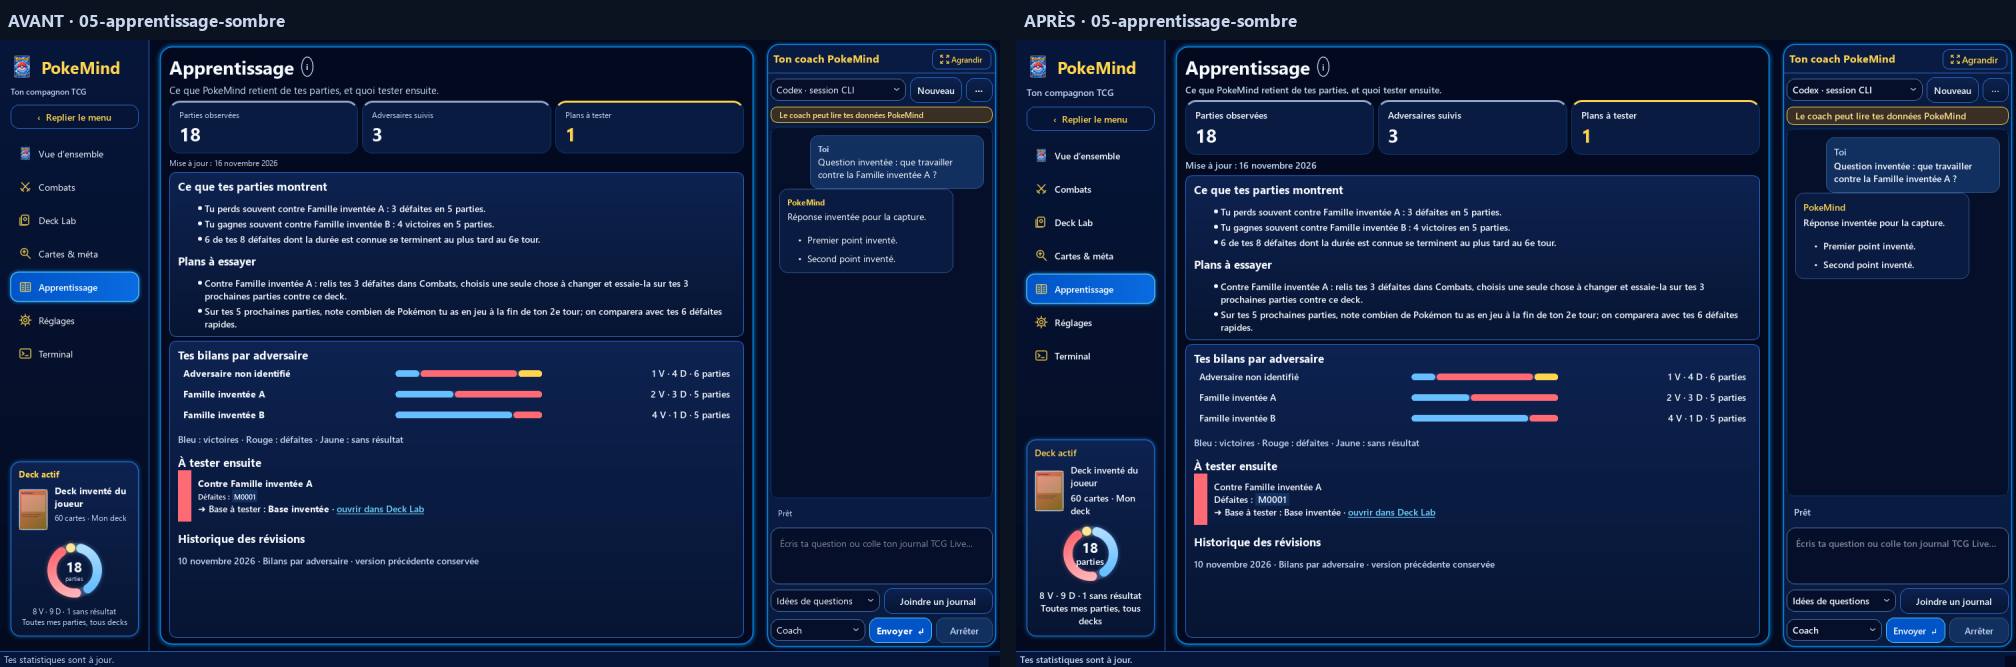 AVANT · 05-apprentissage-sombre
PokeMind
Ton compagnon TCG
‹ Replier le menu
Vue d'ensemble
Combats
Deck Lab
Cartes & méta
Apprentissage
Réglages
Terminal
Deck actif
Deck inventé du
joueur
60 cartes · Mon deck
18
parties
8 V · 9 D · 1 sans résultat
Toutes mes parties, tous decks
Apprentissage i
Ce que PokeMind retient de tes parties, et quoi tester ensuite.
Parties observées
18
Adversaires suivis
3
Plans à tester
1
Mise à jour : 16 novembre 2026
Ce que tes parties montrent
• Tu perds souvent contre Famille inventée A : 3 défaites en 5 parties.
• Tu gagnes souvent contre Famille inventée B : 4 victoires en 5 parties.
• 6 de tes 8 défaites dont la durée est connue se terminent au plus tard au 6e tour.
Plans à essayer
• Contre Famille inventée A : relis tes 3 défaites dans Combats, choisis une seule chose à changer et essaie-la sur tes 3
prochaines parties contre ce deck.
• Sur tes 5 prochaines parties, note combien de Pokémon tu as en jeu à la fin de ton 2e tour; on comparera avec tes 6 défaites
rapides.
Tes bilans par adversaire
Adversaire non identifié 1 V · 4 D · 6 parties
Famille inventée A 2 V · 3 D · 5 parties
Famille inventée B 4 V · 1 D · 5 parties
Bleu : victoires · Rouge : défaites · Jaune : sans résultat
À tester ensuite
Contre Famille inventée A
Défaites : M0001
➜ Base à tester : Base inventée · ouvrir dans Deck Lab
Historique des révisions
10 novembre 2026 · Bilans par adversaire · version précédente conservée
Ton coach PokeMind Agrandir
Codex · session CLI Nouveau ...
Le coach peut lire tes données PokeMind
Toi
Question inventée : que travailler
contre la Famille inventée A ?
PokeMind
Réponse inventée pour la capture.
• Premier point inventé.
• Second point inventé.
Prêt
Écris ta question ou colle ton journal TCG Live...
Idées de questions Joindre un journal
Coach Envoyer ↲ Arrêter
Tes statistiques sont à jour.
APRÈS · 05-apprentissage-sombre
PokeMind
Ton compagnon TCG
‹ Replier le menu
Vue d'ensemble
Combats
Deck Lab
Cartes & méta
Apprentissage
Réglages
Terminal
Deck actif
Deck inventé du
joueur
60 cartes · Mon
deck
18
parties
8 V · 9 D · 1 sans résultat
Toutes mes parties, tous
decks
Apprentissage i
Ce que PokeMind retient de tes parties, et quoi tester ensuite.
Parties observées
18
Adversaires suivis
3
Plans à tester
1
Mise à jour : 16 novembre 2026
Ce que tes parties montrent
• Tu perds souvent contre Famille inventée A : 3 défaites en 5 parties.
• Tu gagnes souvent contre Famille inventée B : 4 victoires en 5 parties.
• 6 de tes 8 défaites dont la durée est connue se terminent au plus tard au 6e tour.
Plans à essayer
• Contre Famille inventée A : relis tes 3 défaites dans Combats, choisis une seule chose à changer et essaie-la sur tes 3
prochaines parties contre ce deck.
• Sur tes 5 prochaines parties, note combien de Pokémon tu as en jeu à la fin de ton 2e tour; on comparera avec tes 6 défaites
rapides.
Tes bilans par adversaire
Adversaire non identifié 1 V · 4 D · 6 parties
Famille inventée A 2 V · 3 D · 5 parties
Famille inventée B 4 V · 1 D · 5 parties
Bleu : victoires · Rouge : défaites · Jaune : sans résultat
À tester ensuite
Contre Famille inventée A
Défaites : M0001
➜ Base à tester : Base inventée · ouvrir dans Deck Lab
Historique des révisions
10 novembre 2026 · Bilans par adversaire · version précédente conservée
Ton coach PokeMind Agrandir
Codex · session CLI Nouveau ...
Le coach peut lire tes données PokeMind
Toi
Question inventée : que travailler
contre la Famille inventée A ?
PokeMind
Réponse inventée pour la capture.
• Premier point inventé.
• Second point inventé.
Prêt
Écris ta question ou colle ton journal TCG Live...
Idées de questions Joindre un journal
Coach Envoyer ↲ Arrêter
Tes statistiques sont à jour.